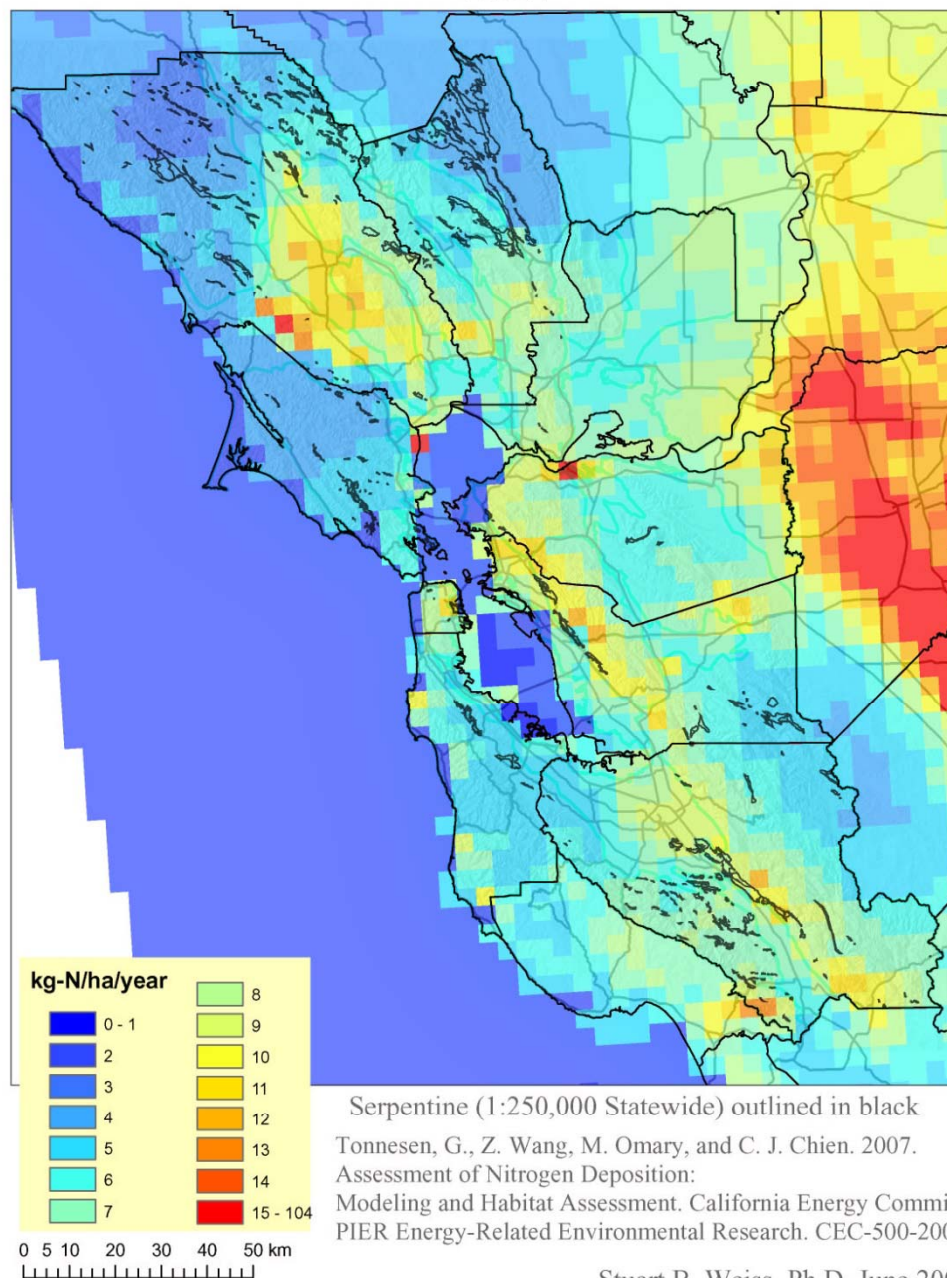 kg-N/ha/year
0 - 1
2
3
4
5
6
7
8
9
10
11
12
13
14
15 - 104
0 5 10 20 30 40 50 km
Serpentine (1:250,000 Statewide) outlined in black
Tonnesen, G., Z. Wang, M. Omary, and C. J. Chien. 2007.
Assessment of Nitrogen Deposition:
Modeling and Habitat Assessment. California Energy Commi
PIER Energy-Related Environmental Research. CEC-500-200
Stuart B. Weiss, Ph.D. June 200